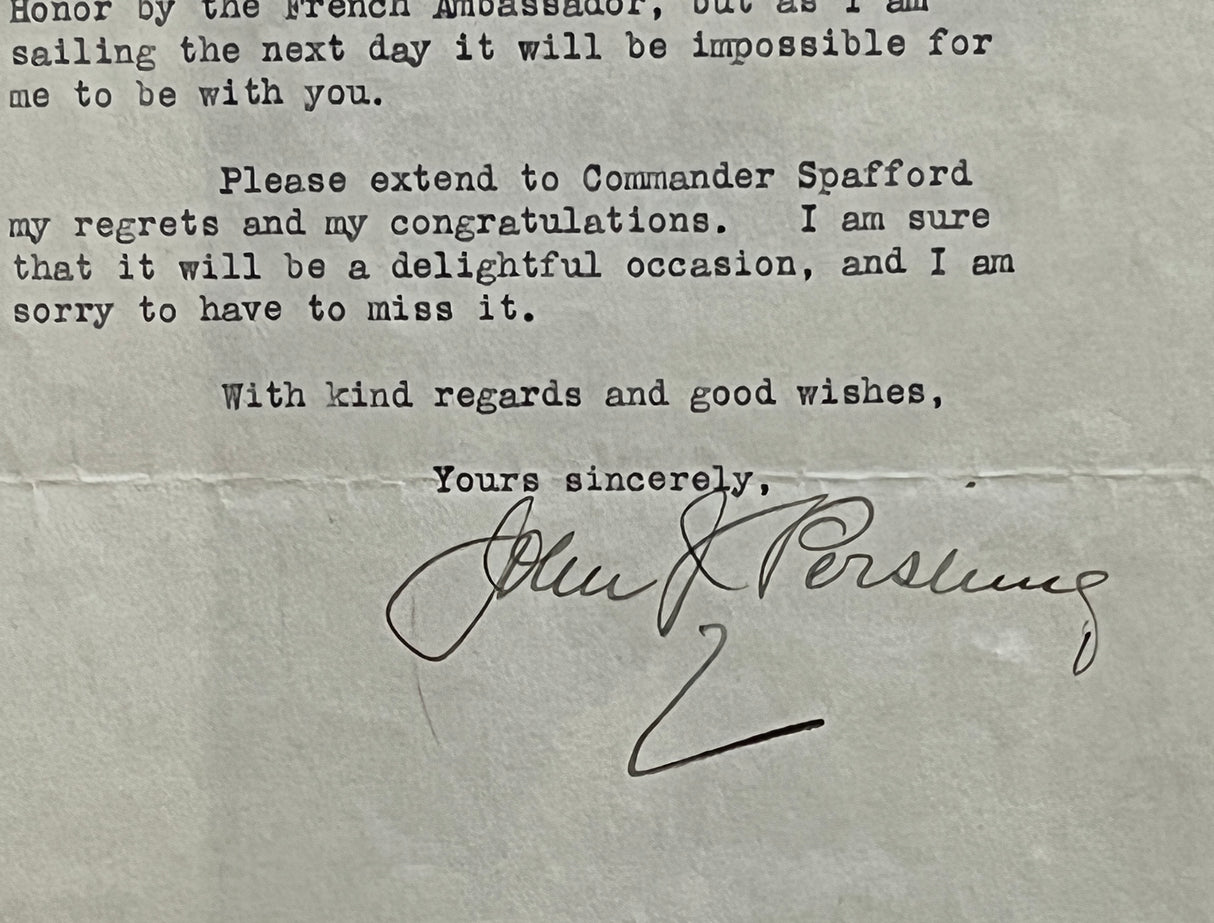 Honor by the French Ambassador, but as I am
sailing the next day it will be impossible for
me to be with you.
Please extend to Commander Spafford
my regrets and my congratulations. I am sure
that it will be a delightful occasion, and I am
sorry to have to miss it.
With kind regards and good wishes,
Yours sincerely,
John J Pershing